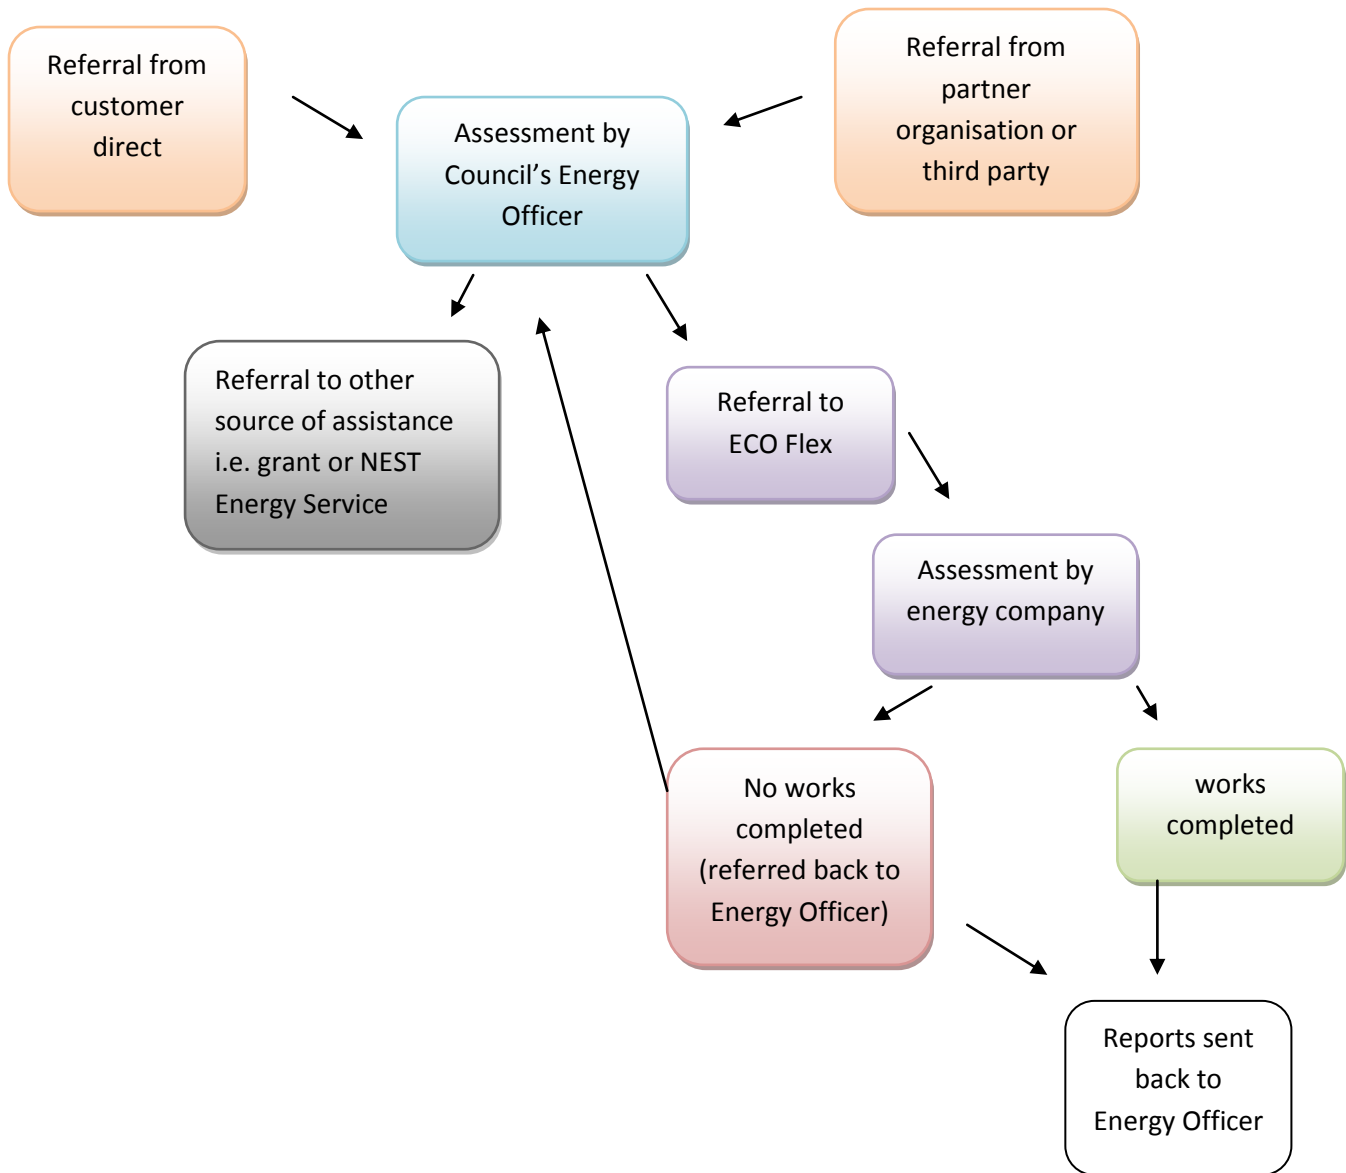 Referral from
customer
direct
Referral from
partner
organisation or
third party
Assessment by
Council’s Energy
Officer
Referral to other
source of assistance
i.e. grant or NEST
Energy Service
Referral to
ECO Flex
Assessment by
energy company
No works
completed
(referred back to
Energy Officer)
works
completed
Reports sent
back to
Energy Officer